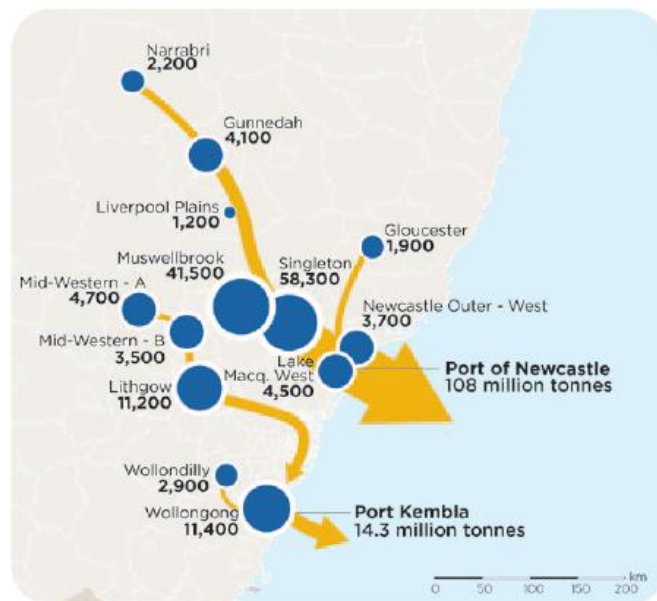 Narrabri
2,200
Gunnedah
4,100
Liverpool Plains
1,200
Gloucester
1,900
Muswellbrook
41,500
Singleton
58,300
Mid-Western - A
4,700
Newcastle Outer - West
3,700
Mid-Western - B
3,500
Lake
Macq. West
4,500
Port of Newcastle
108 million tonnes
Lithgow
11,200
Wollondilly
2,900
Wollongong
11,400
Port Kembla
14.3 million tonnes
km
0 50 100 150 200